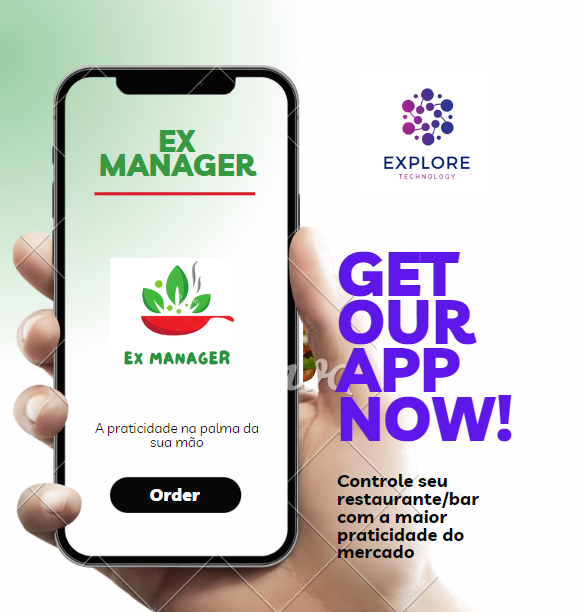 EX
MANAGER
EX MANAGER
A praticidade na palma da
sua mão
Order
EXPLORE
TECHNOLOGY
GET
OUR
APP
NOW!
Controle seu
restaurante/bar
com a maior
praticidade do
mercado